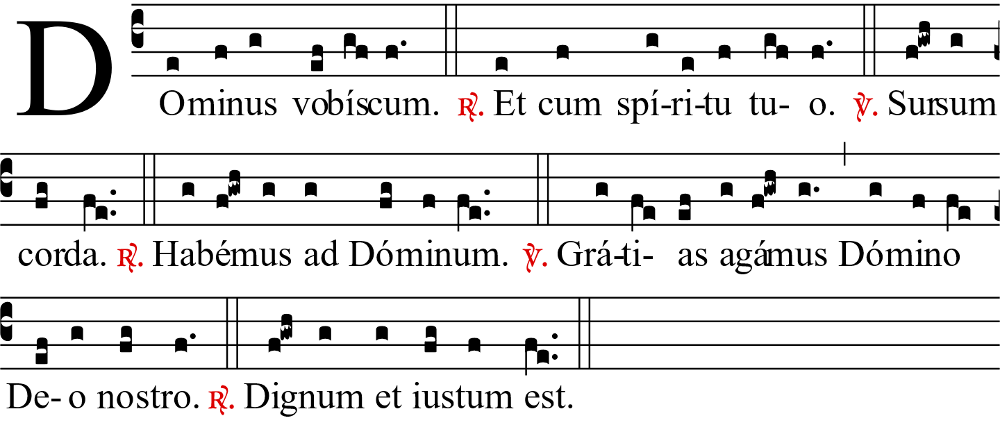 DOminus vobíscum. ℟. Et cum spí-ri-tu tu- o. ℣. Sursum
corda. ℟. Habémus ad Dóminum. ℣. Grá-ti- as agámus Dómino
De- o nostro. ℟. Dignum et iustum est.